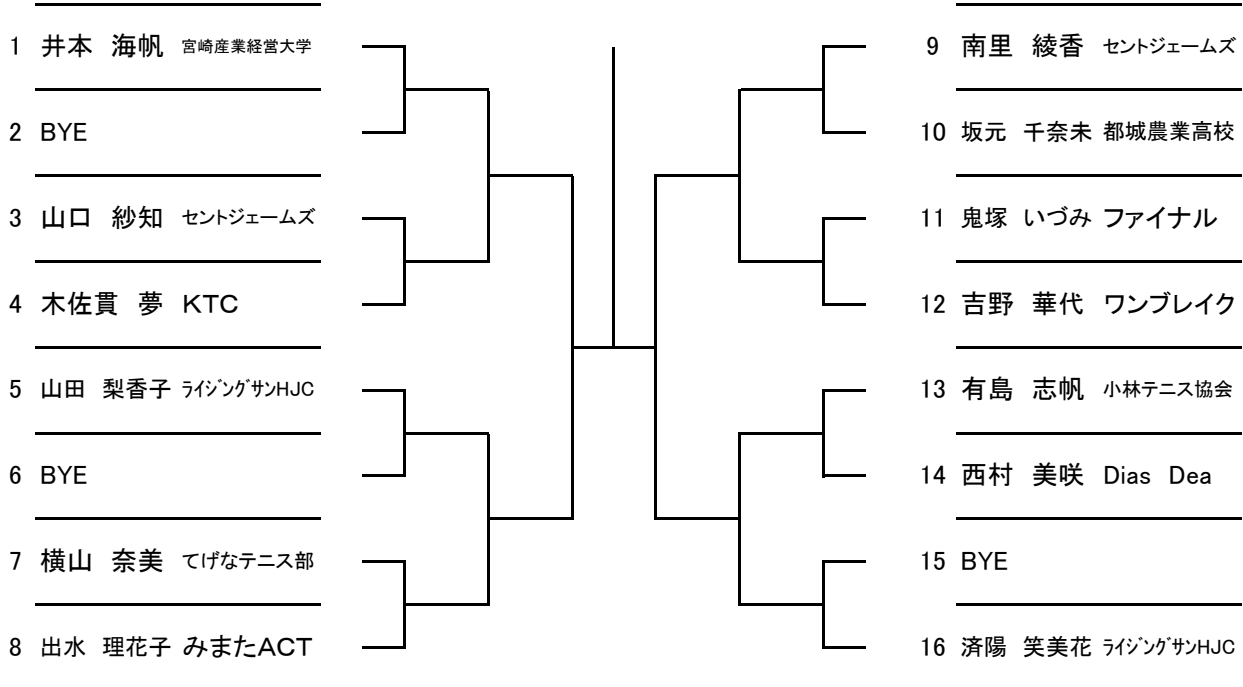 1 井本 海帆 宮崎産業経営大学
2 BYE
3 山口 紗知 セントジェームズ
4 木佐貫 夢 KTC
5 山田 梨香子 ﾗｲｼﾞﾝｸﾞｻﾝHJC
6 BYE
7 横山 奈美 てげなテニス部
8 出水 理花子 みまたACT
9 南里 綾香 セントジェームズ
10 坂元 千奈未 都城農業高校
11 鬼塚 いづみ ファイナル
12 吉野 華代 ワンブレイク
13 有島 志帆 小林テニス協会
14 西村 美咲 Dias Dea
15 BYE
16 済陽 笑美花 ﾗｲｼﾞﾝｸﾞｻﾝHJC